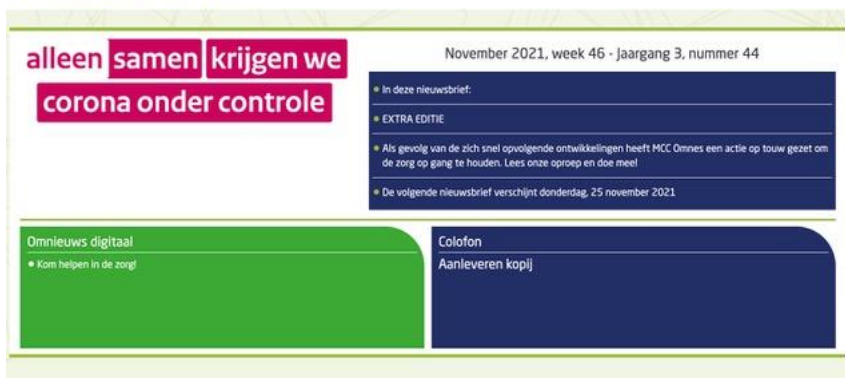 alleen samen krijgen we
corona onder controle
November 2021, week 46 - Jaargang 3, nummer 44
In deze nieuwsbrief:
EXTRA EDITIE
Als gevolg van de zich snel opvolgende ontwikkelingen heeft MCC Omnes een actie op touw gezet om
de zorg op gang te houden. Lees onze oproep en doe mee!
De volgende nieuwsbrief verschijnt donderdag, 25 november 2021
Omnieuws digitaal
Kom helpen in de zorg!
Colofon
Aanleveren kopij